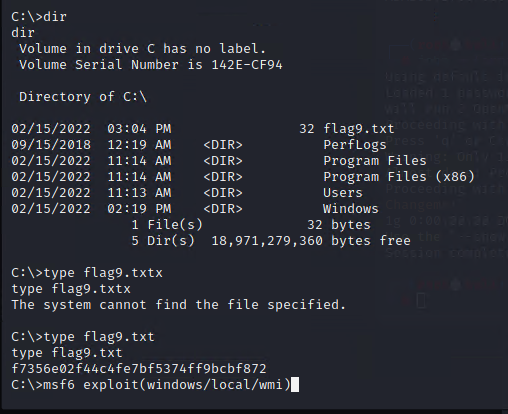 C:\>dir
dir
 Volume in drive C has no label.
 Volume Serial Number is 142E-CF94

 Directory of C:\

02/15/2022  03:04 PM                32 flag9.txt
09/15/2018  12:19 AM    <DIR>          PerfLogs
02/15/2022  11:14 AM    <DIR>          Program Files
02/15/2022  11:14 AM    <DIR>          Program Files (x86)
02/15/2022  11:13 AM    <DIR>          Users
02/15/2022  02:19 PM    <DIR>          Windows
               1 File(s)             32 bytes
               5 Dir(s)  18,971,279,360 bytes free

C:\>type flag9.txtx
type flag9.txtx
The system cannot find the file specified.

C:\>type flag9.txt
type flag9.txt
f7356e02f44c4fe7bf5374ff9bcbf872
C:\>msf6 exploit(windows/local/wmi)